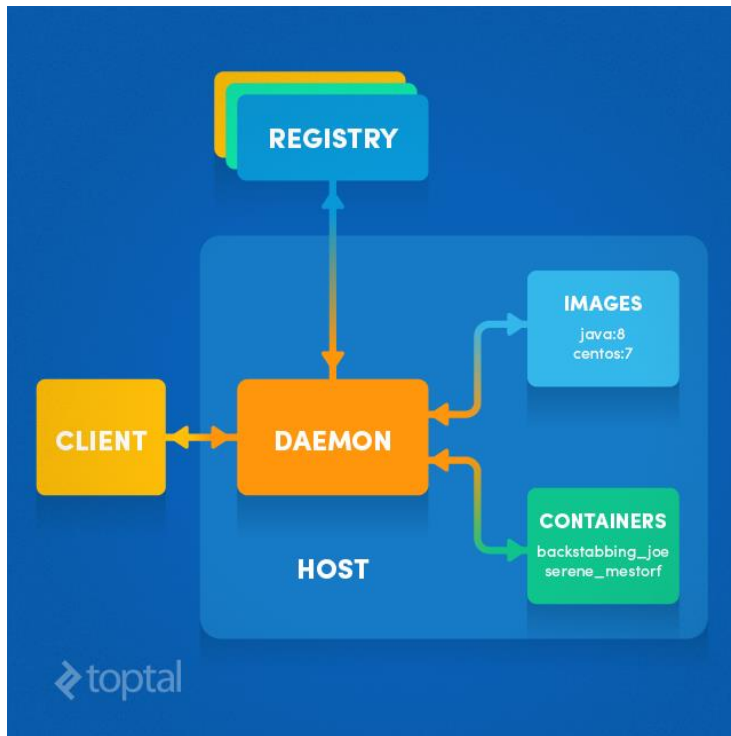 REGISTRY
IMAGES
java:8
centos:7
CLIENT
DAEMON
CONTAINERS
backstabbing_joe
serene_mestorf
HOST
toptal